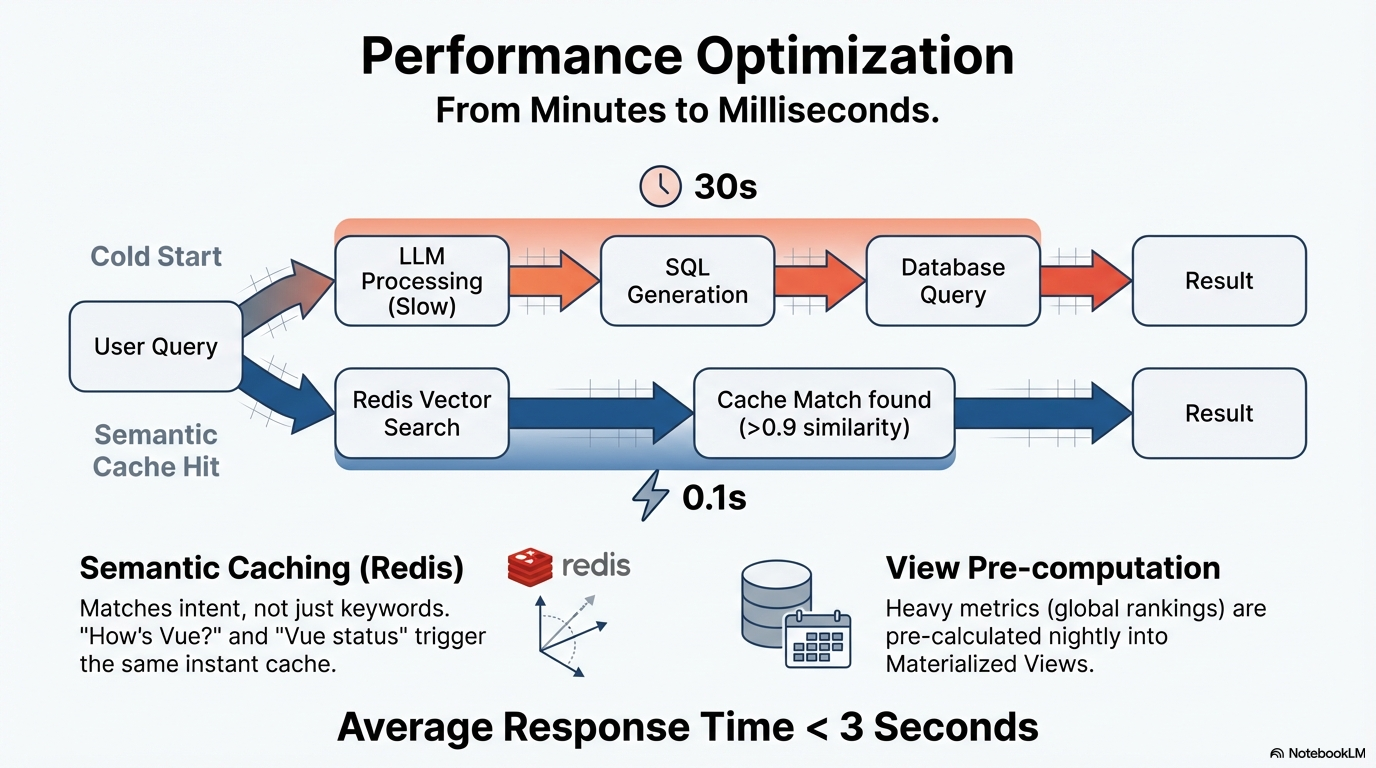 Performance Optimization
From Minutes to Milliseconds.
30s
Cold Start
LLM
Processing
(Slow)
SQL
Generation
Database
Query
Result
User Query
Redis Vector
Search
Cache Match found
(>0.9 similarity)
Result
Semantic
Cache Hit
0.1s
Semantic Caching (Redis)
redis
Matches intent, not just keywords.
"How's Vue?" and "Vue status" trigger
the same instant cache.
View Pre-computation
Heavy metrics (global rankings) are
pre-calculated nightly into
Materialized Views.
Average Response Time < 3 Seconds
NotebookLM